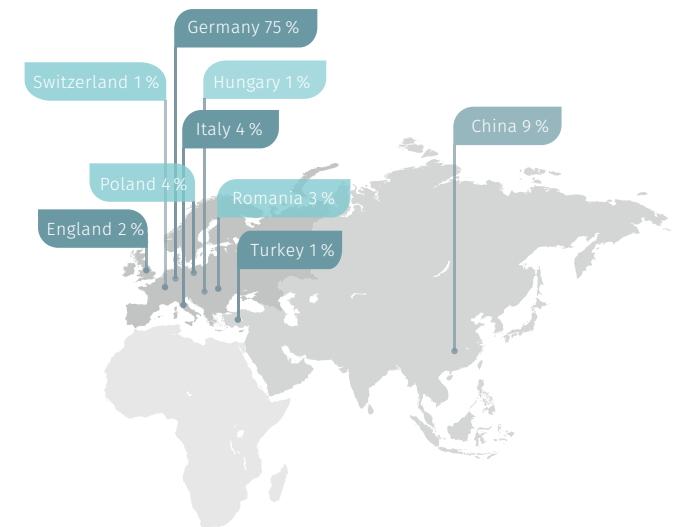 Germany 75 %
Switzerland 1 %
Hungary 1 %
Italy 4 %
China 9 %
Poland 4 %
Romania 3 %
England 2 %
Turkey 1 %